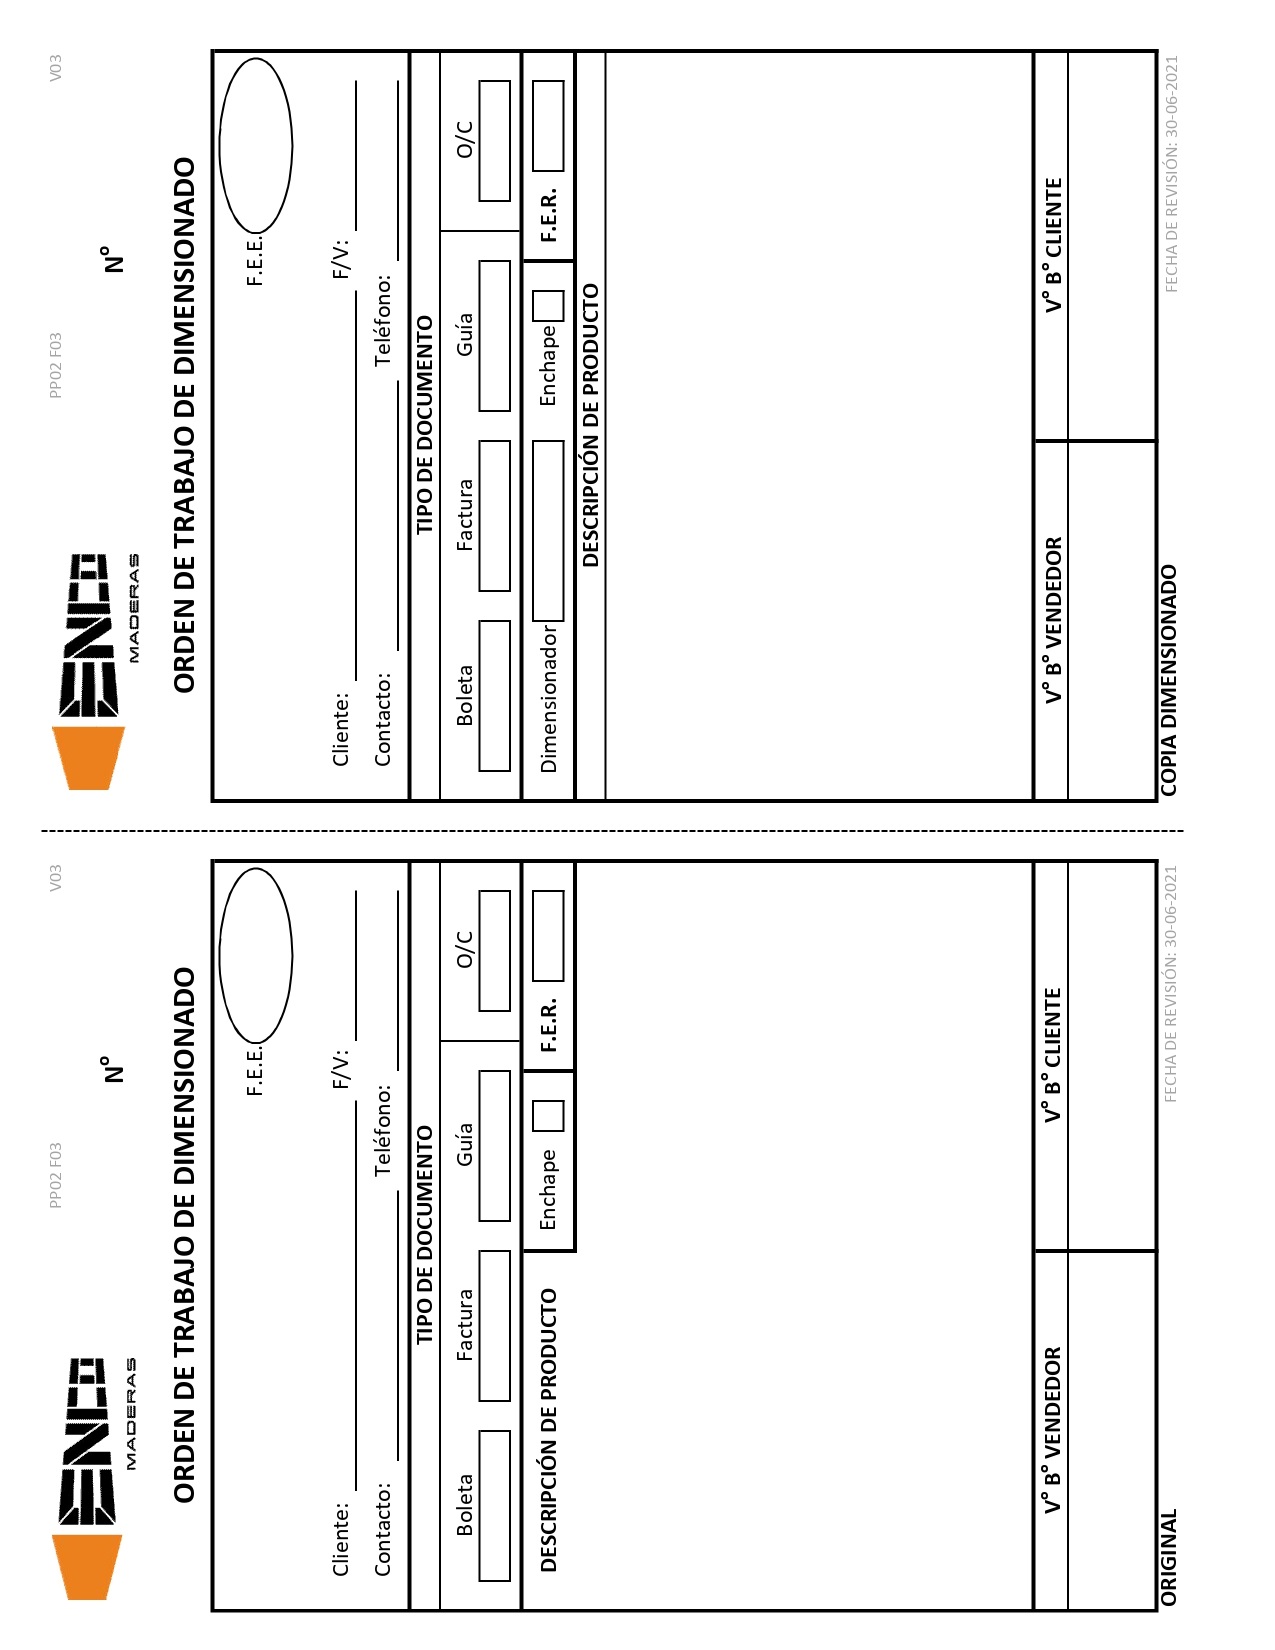 PP02 F03 V03
ENCO
MADERAS
N°
ORDEN DE TRABAJO DE DIMENSIONADO
F.E.E.
Cliente: F/V:
Contacto: Teléfono:
TIPO DE DOCUMENTO
Boleta Factura Guía O/C
DESCRIPCIÓN DE PRODUCTO Enchape F.E.R.
V° B° VENDEDOR V° B° CLIENTE
ORIGINAL FECHA DE REVISIÓN: 30-06-2021
PP02 F03 V03
ENCO
MADERAS
N°
ORDEN DE TRABAJO DE DIMENSIONADO
F.E.E.
Cliente: F/V:
Contacto: Teléfono:
TIPO DE DOCUMENTO
Boleta Factura Guía O/C
Dimensionador Enchape F.E.R.
DESCRIPCIÓN DE PRODUCTO
V° B° VENDEDOR V° B° CLIENTE
COPIA DIMENSIONADO FECHA DE REVISIÓN: 30-06-2021